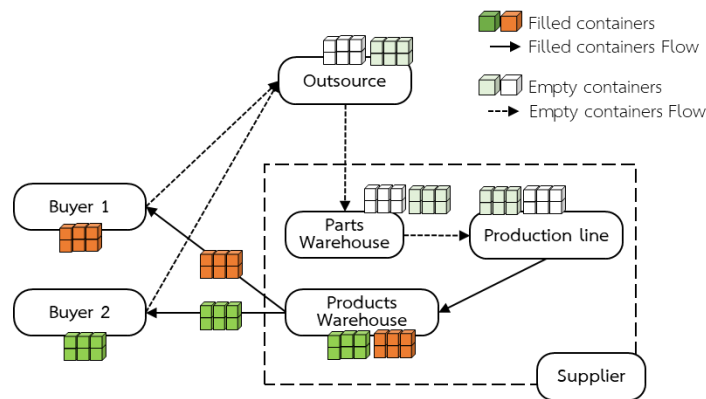 Filled containers
Filled containers Flow
Outsource
Empty containers
Empty containers Flow
Buyer 1
Parts
Warehouse
Production line
Buyer 2
Products
Warehouse
Supplier